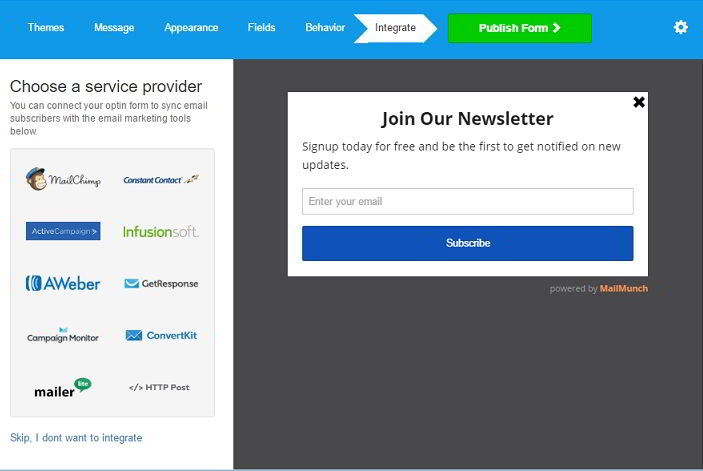 Themes Message Appearance Fields Behavior Integrate Publish Form
Choose a service provider
You can connect your optin form to sync email
subscribers with the email marketing tools
below.
MailChimp Constant Contact
ActiveCampaign > Infusionsoft.
AWeber GetResponse
Campaign Monitor ConvertKit
mailer lite </> HTTP Post
Skip, I dont want to integrate
Join Our Newsletter
Signup today for free and be the first to get notified on new
updates.
Enter your email
Subscribe
powered by MailMunch